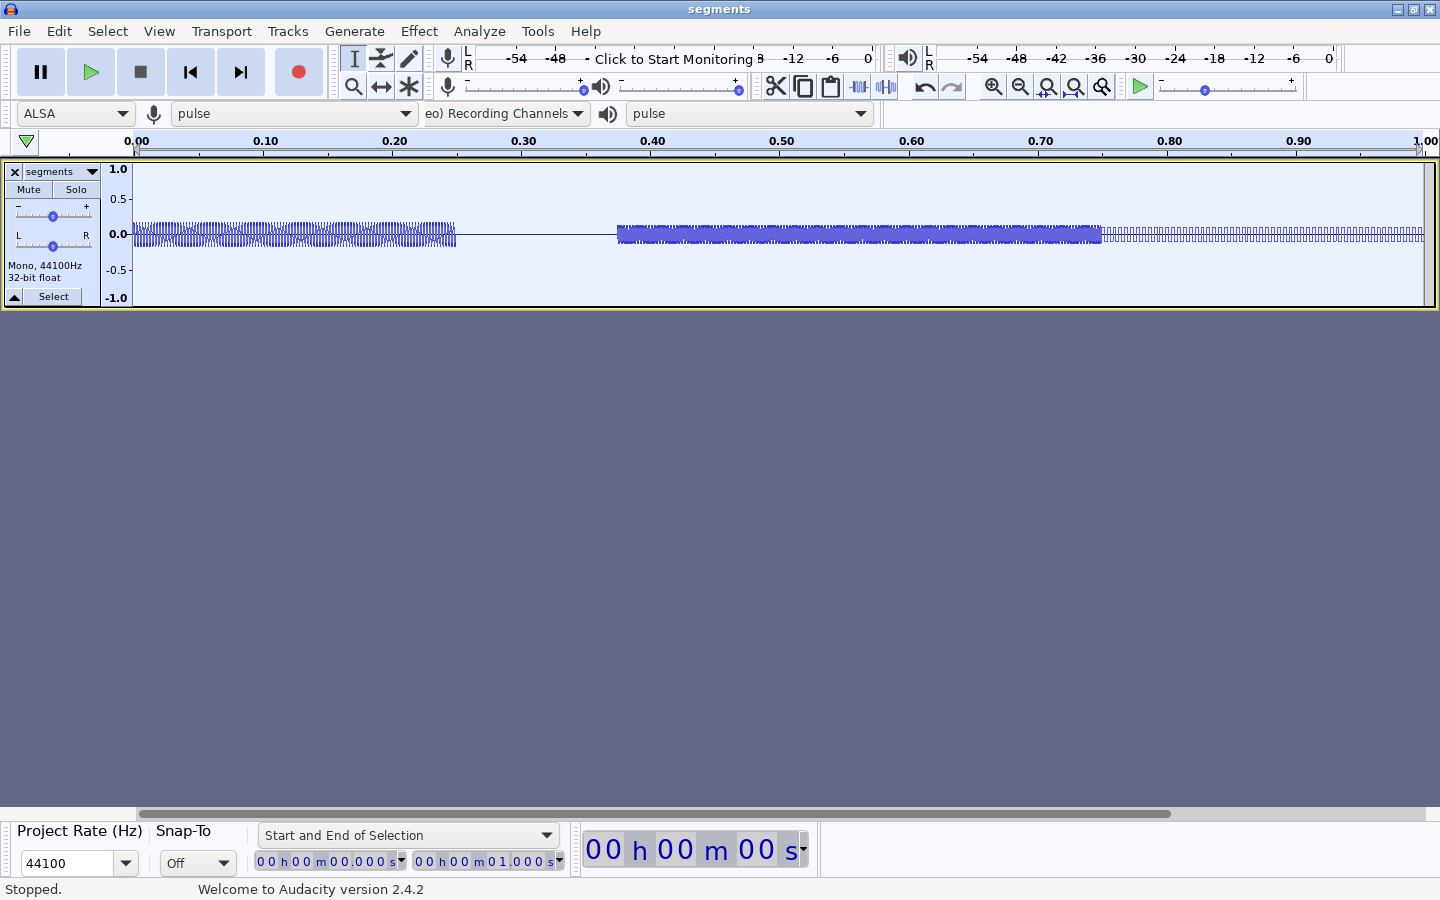 segments
File Edit Select View Transport Tracks Generate Effect Analyze Tools Help
L R -54 -48 - Click to Start Monitoring -12 -6 0 L R -54 -48 -42 -36 -30 -24 -18 -12 -6 0
- + - + - +
ALSA pulse eo) Recording Channels pulse
0.00 0.10 0.20 0.30 0.40 0.50 0.60 0.70 0.80 0.90 1.00
segments
Mute Solo
- +
L R
Mono, 44100Hz
32-bit float
Select
1.0
0.5
0.0
-0.5
-1.0
Project Rate (Hz) Snap-To Start and End of Selection
44100 Off 00 h 00 m 00.000 s 00 h 00 m 01.000 s 00 h 00 m 00 s
Stopped. Welcome to Audacity version 2.4.2